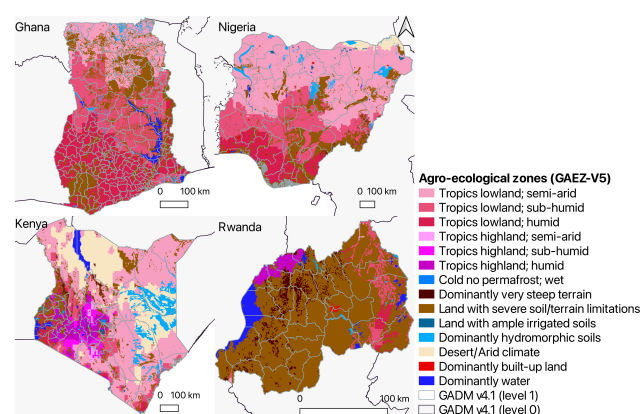 Ghana
Nigeria
0 100 km
0 100 km
Kenya
Rwanda
0 100 km
0 100 km
Agro-ecological zones (GAEZ-V5)
Tropics lowland; semi-arid
Tropics lowland; sub-humid
Tropics lowland; humid
Tropics highland; semi-arid
Tropics highland; sub-humid
Tropics highland; humid
Cold no permafrost; wet
Dominantly very steep terrain
Land with severe soil/terrain limitations
Land with ample irrigated soils
Dominantly hydromorphic soils
Desert/Arid climate
Dominantly built-up land
Dominantly water
GADM v4.1 (level 1)
GADM v4.1 (level 0)